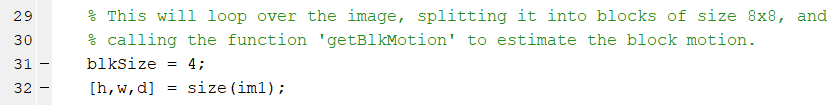 29 % This will loop over the image, splitting it into blocks of size 8x8, and
30 % calling the function 'getBlkMotion' to estimate the block motion.
31 – blkSize = 4;
32 – [h,w,d] = size(im1);